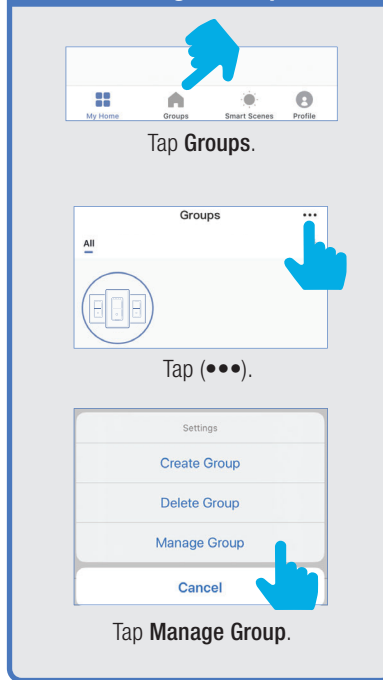 My Home Groups Smart Scenes Profile
Tap Groups.
Groups •••
All
Tap (•••).
Settings
Create Group
Delete Group
Manage Group
Cancel
Tap Manage Group.